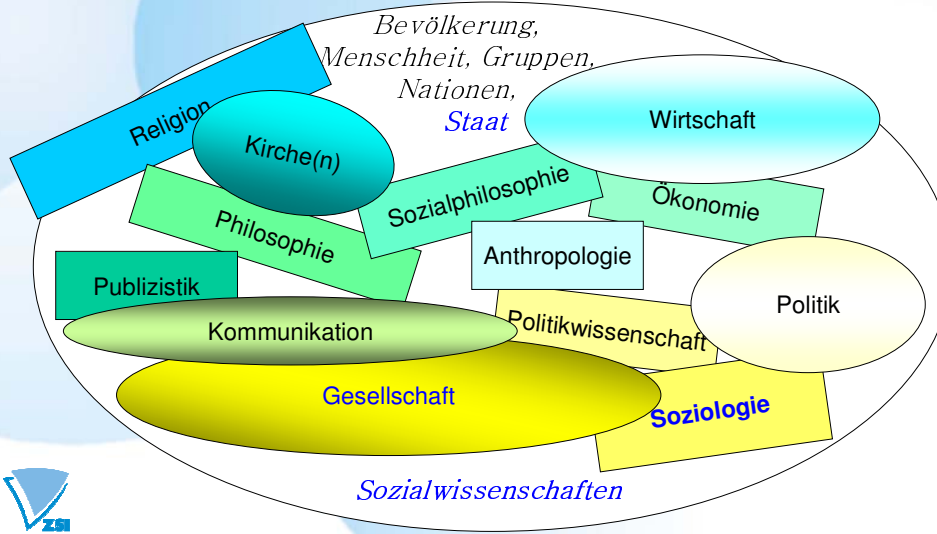 Bevölkerung,
Menschheit, Gruppen,
Nationen,
Staat
Religion
Kirche(n)
Wirtschaft
Sozialphilosophie
Ökonomie
Philosophie
Anthropologie
Publizistik
Politik
Kommunikation
Politikwissenschaft
Gesellschaft
Soziologie
Sozialwissenschaften
ZSI